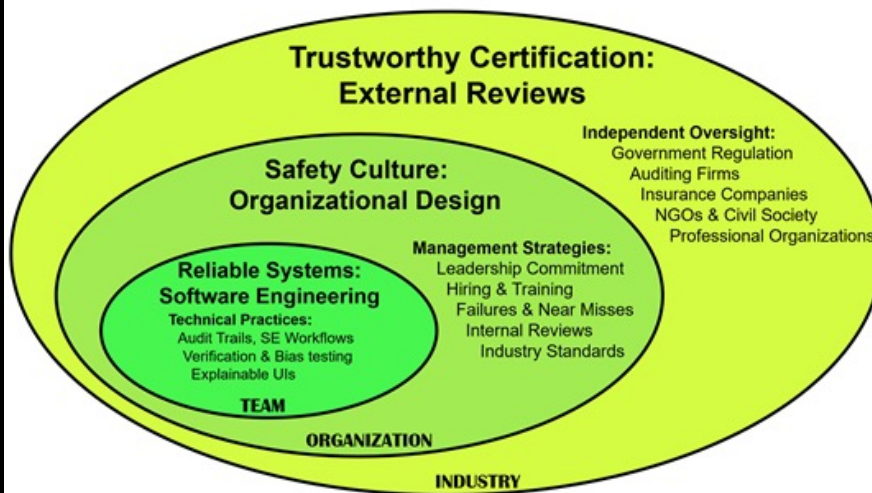 Trustworthy Certification:
External Reviews
Independent Oversight:
Government Regulation
Auditing Firms
Insurance Companies
NGOs & Civil Society
Professional Organizations
Safety Culture:
Organizational Design
Management Strategies:
Leadership Commitment
Hiring & Training
Failures & Near Misses
Internal Reviews
Industry Standards
Reliable Systems:
Software Engineering
Technical Practices:
Audit Trails, SE Workflows
Verification & Bias testing
Explainable UIs
TEAM
ORGANIZATION
INDUSTRY